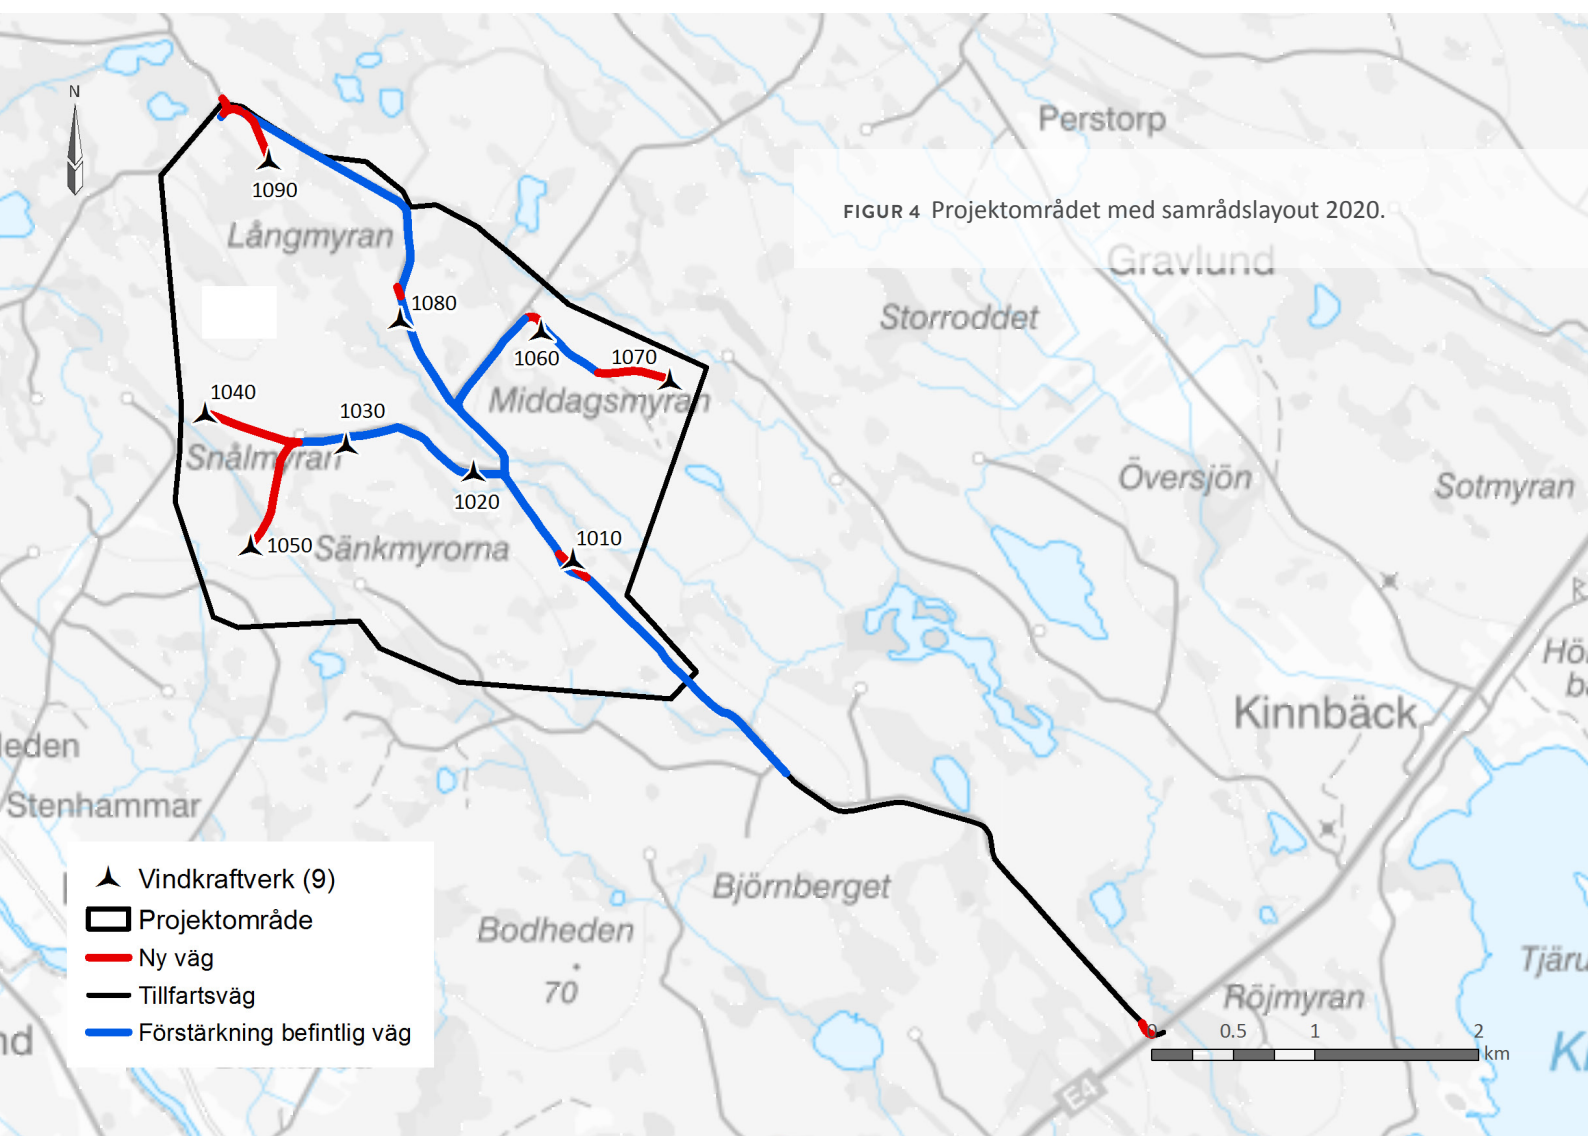 N
Perstorp
FIGUR 4 Projektområdet med samrådslayout 2020.
1090
Långmyran
Gravlund
1080
Storroddet
1060
1070
Middagsmyran
1040
1030
Snålmyran
Översjön
Sotmyran
1020
1010
1050
Sänkmyrorna
Kinnbäck
Stenhammar
Vindkraftverk (9)
Projektområde
Ny väg
Tillfartsväg
Förstärkning befintlig väg
Björnberget
Bodheden
70
Röjmyran
0 0.5 1 2
km
E4